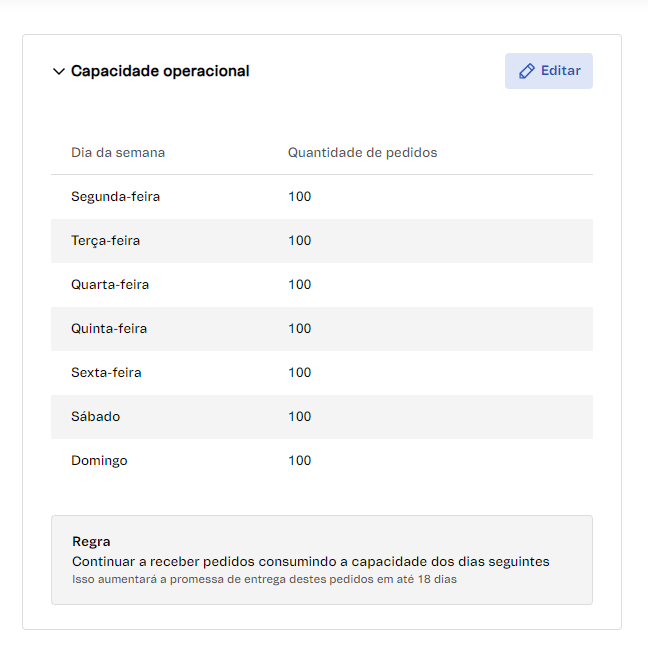 Capacidade operacional
Editar
Dia da semana Quantidade de pedidos
Segunda-feira 100
Terça-feira 100
Quarta-feira 100
Quinta-feira 100
Sexta-feira 100
Sábado 100
Domingo 100
Regra
Continuar a receber pedidos consumindo a capacidade dos dias seguintes
Isso aumentará a promessa de entrega destes pedidos em até 18 dias